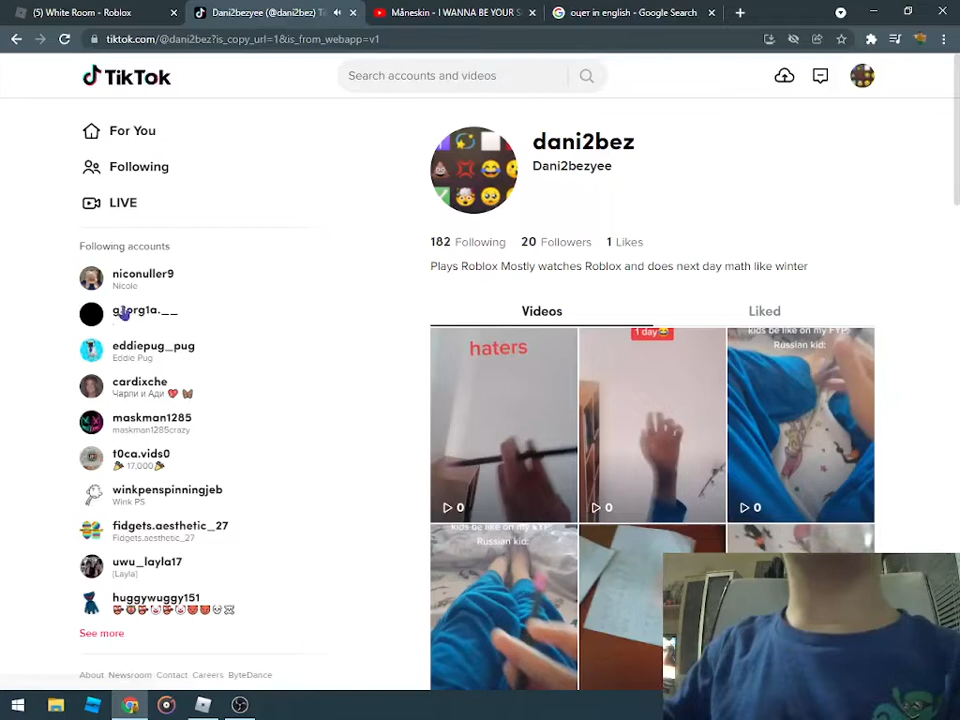 (5) White Room - Roblox
Dani2bezyee (@dani2bez) Ti
Måneskin - I WANNA BE YOUR S
оџет in english - Google Search
tiktok.com/@dani2bez?is_copy_url=1&is_from_webapp=v1
TikTok
Search accounts and videos
For You
Following
LIVE
Following accounts
niconuller9
Nicole
eddiepug_pug
Eddie Pug
cardixche
Чарли и Ади
maskman1285
maskman1285crazy
t0ca.vids0
17,000
winkpenspinningjeb
Wink PS
fidgets.aesthetic_27
Fidgets.aesthetic_27
uwu_layla17
[Layla]
huggywuggy151
See more
About Newsroom Contact Careers ByteDance
dani2bez
Dani2bezyee
182 Following 20 Followers 1 Likes
Plays Roblox Mostly watches Roblox and does next day math like winter
Videos
Liked
haters
0
1 day😂
0
kids be like on my FYP:
Russian kid:
0
kids be like on my FYP:
Russian kid: